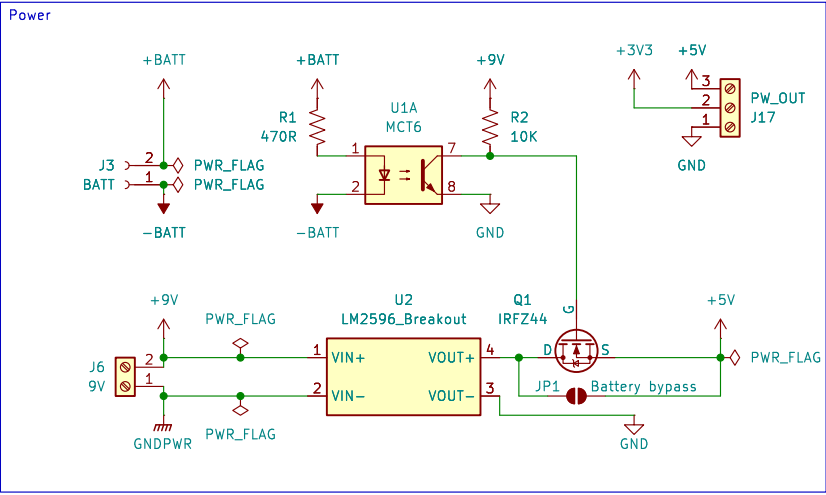 Power
+BATT
+BATT
+9V
+3V3
+5V
U1A
MCT6
R1
470R
R2
10K
3
2
1
PW_OUT
J17
GND
J3
BATT
2
1
PWR_FLAG
PWR_FLAG
1
2
7
8
-BATT
-BATT
GND
+9V
PWR_FLAG
U2
LM2596_Breakout
Q1
IRFZ44
G
+5V
J6
9V
2
1
1
VIN+
VOUT+
4
D
S
PWR_FLAG
2
VIN-
VOUT-
3
JP1
Battery bypass
PWR_FLAG
GNDPWR
GND